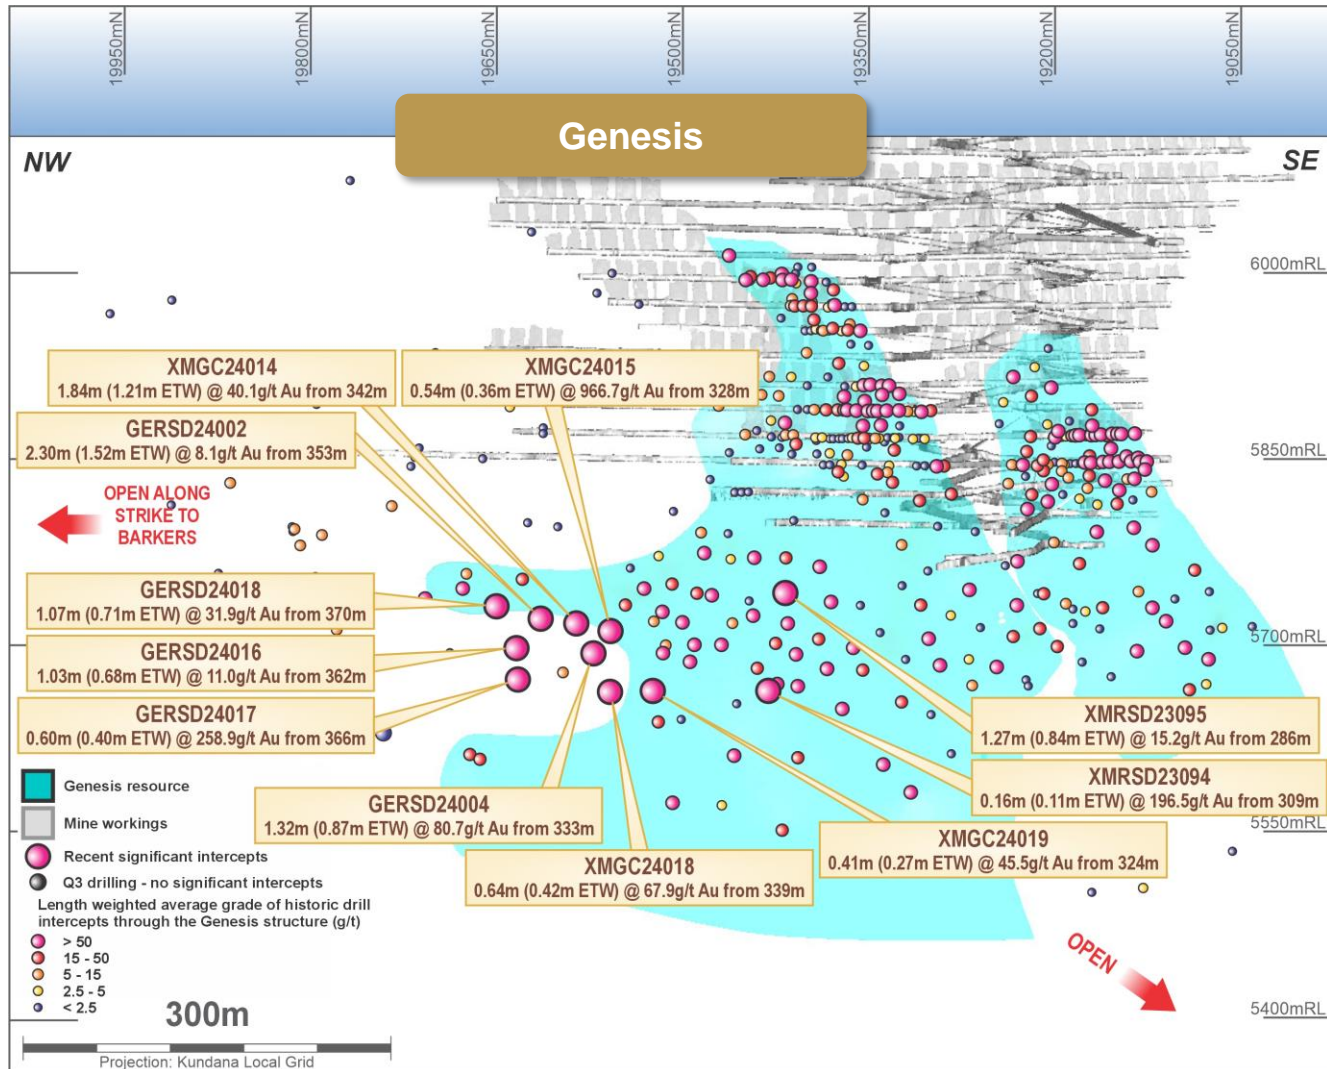 19950mN
19800mN
19650mN
19500mN
19350mN
19200mN
19050mN
Genesis
NW
SE
6000mRL
5850mRL
5700mRL
5550mRL
5400mRL
XMGC24014
1.84m (1.21m ETW) @ 40.1g/t Au from 342m
XMGC24015
0.54m (0.36m ETW) @ 966.7g/t Au from 328m
GERSD24002
2.30m (1.52m ETW) @ 8.1g/t Au from 353m
OPEN ALONG
STRIKE TO
BARKERS
GERSD24018
1.07m (0.71m ETW) @ 31.9g/t Au from 370m
GERSD24016
1.03m (0.68m ETW) @ 11.0g/t Au from 362m
GERSD24017
0.60m (0.40m ETW) @ 258.9g/t Au from 366m
XMRSD23095
1.27m (0.84m ETW) @ 15.2g/t Au from 286m
XMRSD23094
0.16m (0.11m ETW) @ 196.5g/t Au from 309m
GERSD24004
1.32m (0.87m ETW) @ 80.7g/t Au from 333m
XMGC24019
0.41m (0.27m ETW) @ 45.5g/t Au from 324m
XMGC24018
0.64m (0.42m ETW) @ 67.9g/t Au from 339m
Genesis resource
Mine workings
Recent significant intercepts
Q3 drilling - no significant intercepts
Length weighted average grade of historic drill
intercepts through the Genesis structure (g/t)
> 50
15 - 50
5 - 15
2.5 - 5
< 2.5
OPEN
300m
Projection: Kundana Local Grid